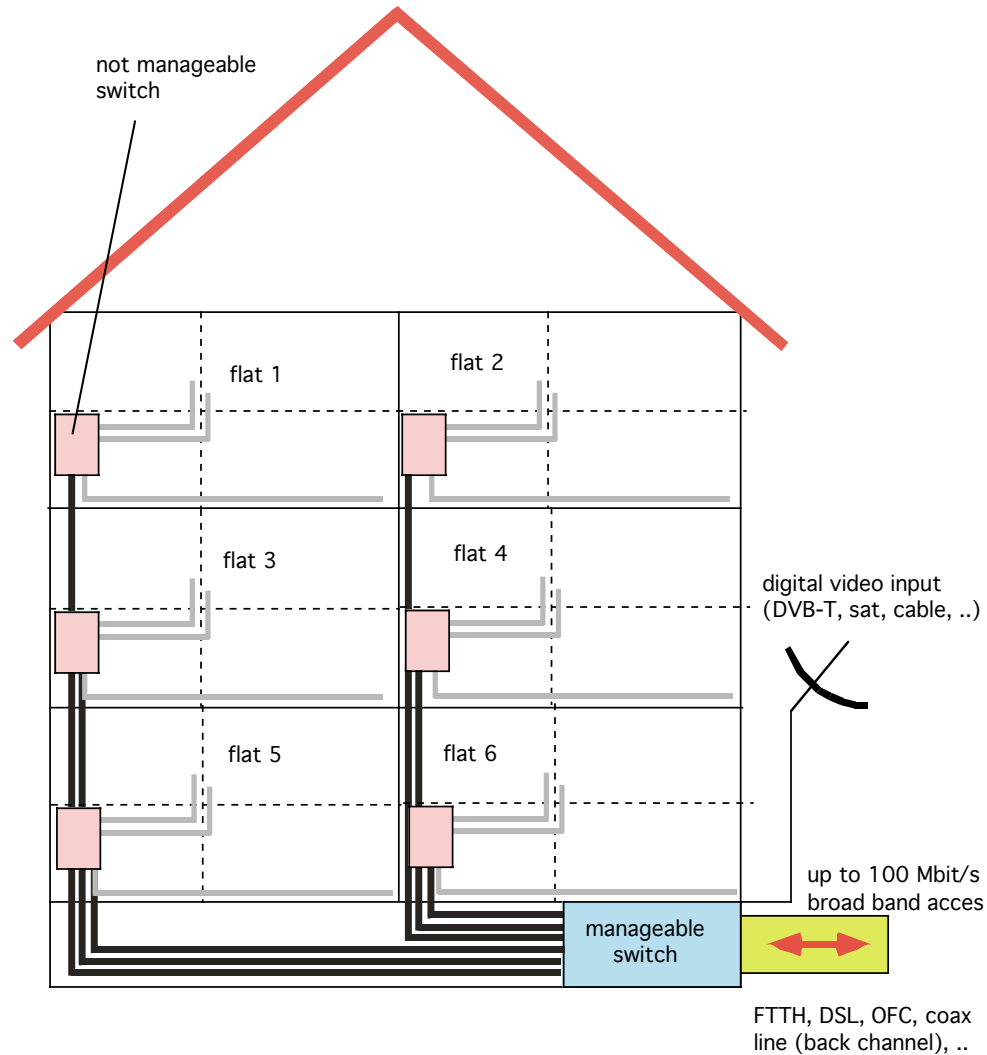 not manageable
switch
flat 1
flat 2
flat 3
flat 4
digital video input
(DVB-T, sat, cable, ..)
flat 5
flat 6
up to 100 Mbit/s
broad band acces
manageable
switch
FTTH, DSL, OFC, coax
line (back channel), ..